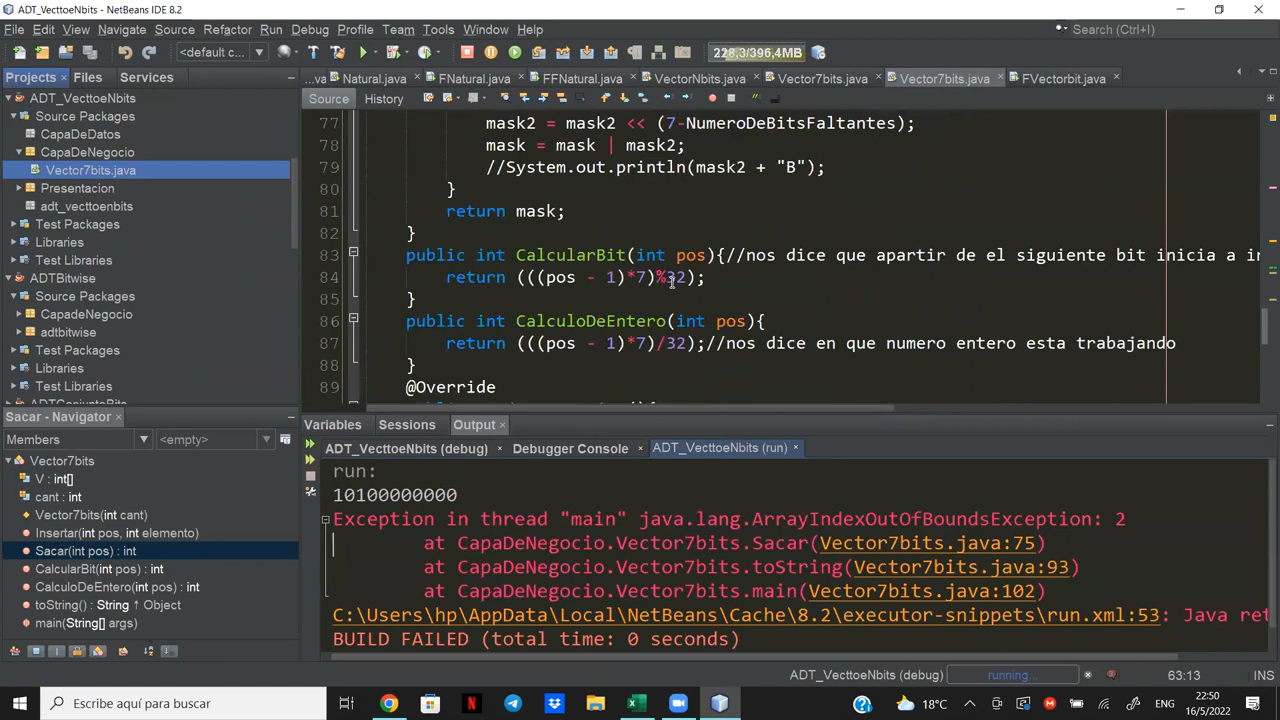 ADT_VecttoeNbits - NetBeans IDE 8.2
File Edit View Navigate Source Refactor Run Debug Profile Team Tools Window Help
Search (Ctrl+I)
<default c... 228,3/396,4MB
Projects Files Services
...va Natural.java FNatural.java FFNatural.java VectorNbits.java Vector7bits.java Vector7bits.java FVectorbit.java
Source History
ADT_VecttoeNbits
Source Packages
CapaDeDatos
CapaDeNegocio
Vector7bits.java
Presentacion
adt_vecttoenbits
Test Packages
Libraries
Test Libraries
ADTBitwise
Source Packages
CapadeNegocio
adtbitwise
Test Packages
Libraries
Test Libraries
ADTConjuntoBits
77 mask2 = mask2 << (7-NumeroDeBitsFaltantes);
78 mask = mask | mask2;
79 //System.out.println(mask2 + "B");
80 }
81 return mask;
82 }
83 public int CalcularBit(int pos){//nos dice que apartir de el siguiente bit inicia a in
84 return (((pos - 1)*7)%32);
85 }
86 public int CalculoDeEntero(int pos){
87 return (((pos - 1)*7)/32);//nos dice en que numero entero esta trabajando
88 }
89 @Override
Sacar - Navigator
Members <empty>
Vector7bits
V : int[]
cant : int
Vector7bits(int cant)
Insertar(int pos, int elemento)
Sacar(int pos) : int
CalcularBit(int pos) : int
CalculoDeEntero(int pos) : int
toString() : String ↑ Object
main(String[] args)
Variables Sessions Output
ADT_VecttoeNbits (debug) Debugger Console ADT_VecttoeNbits (run)
run:
10100000000
Exception in thread "main" java.lang.ArrayIndexOutOfBoundsException: 2
at CapaDeNegocio.Vector7bits.Sacar(Vector7bits.java:75)
at CapaDeNegocio.Vector7bits.toString(Vector7bits.java:93)
at CapaDeNegocio.Vector7bits.main(Vector7bits.java:102)
C:\Users\hp\AppData\Local\NetBeans\Cache\8.2\executor-snippets\run.xml:53: Java ret
BUILD FAILED (total time: 0 seconds)
ADT_VecttoeNbits (debug) running... 63:13 INS
Escribe aquí para buscar
18°C ENG 22:50
16/5/2022